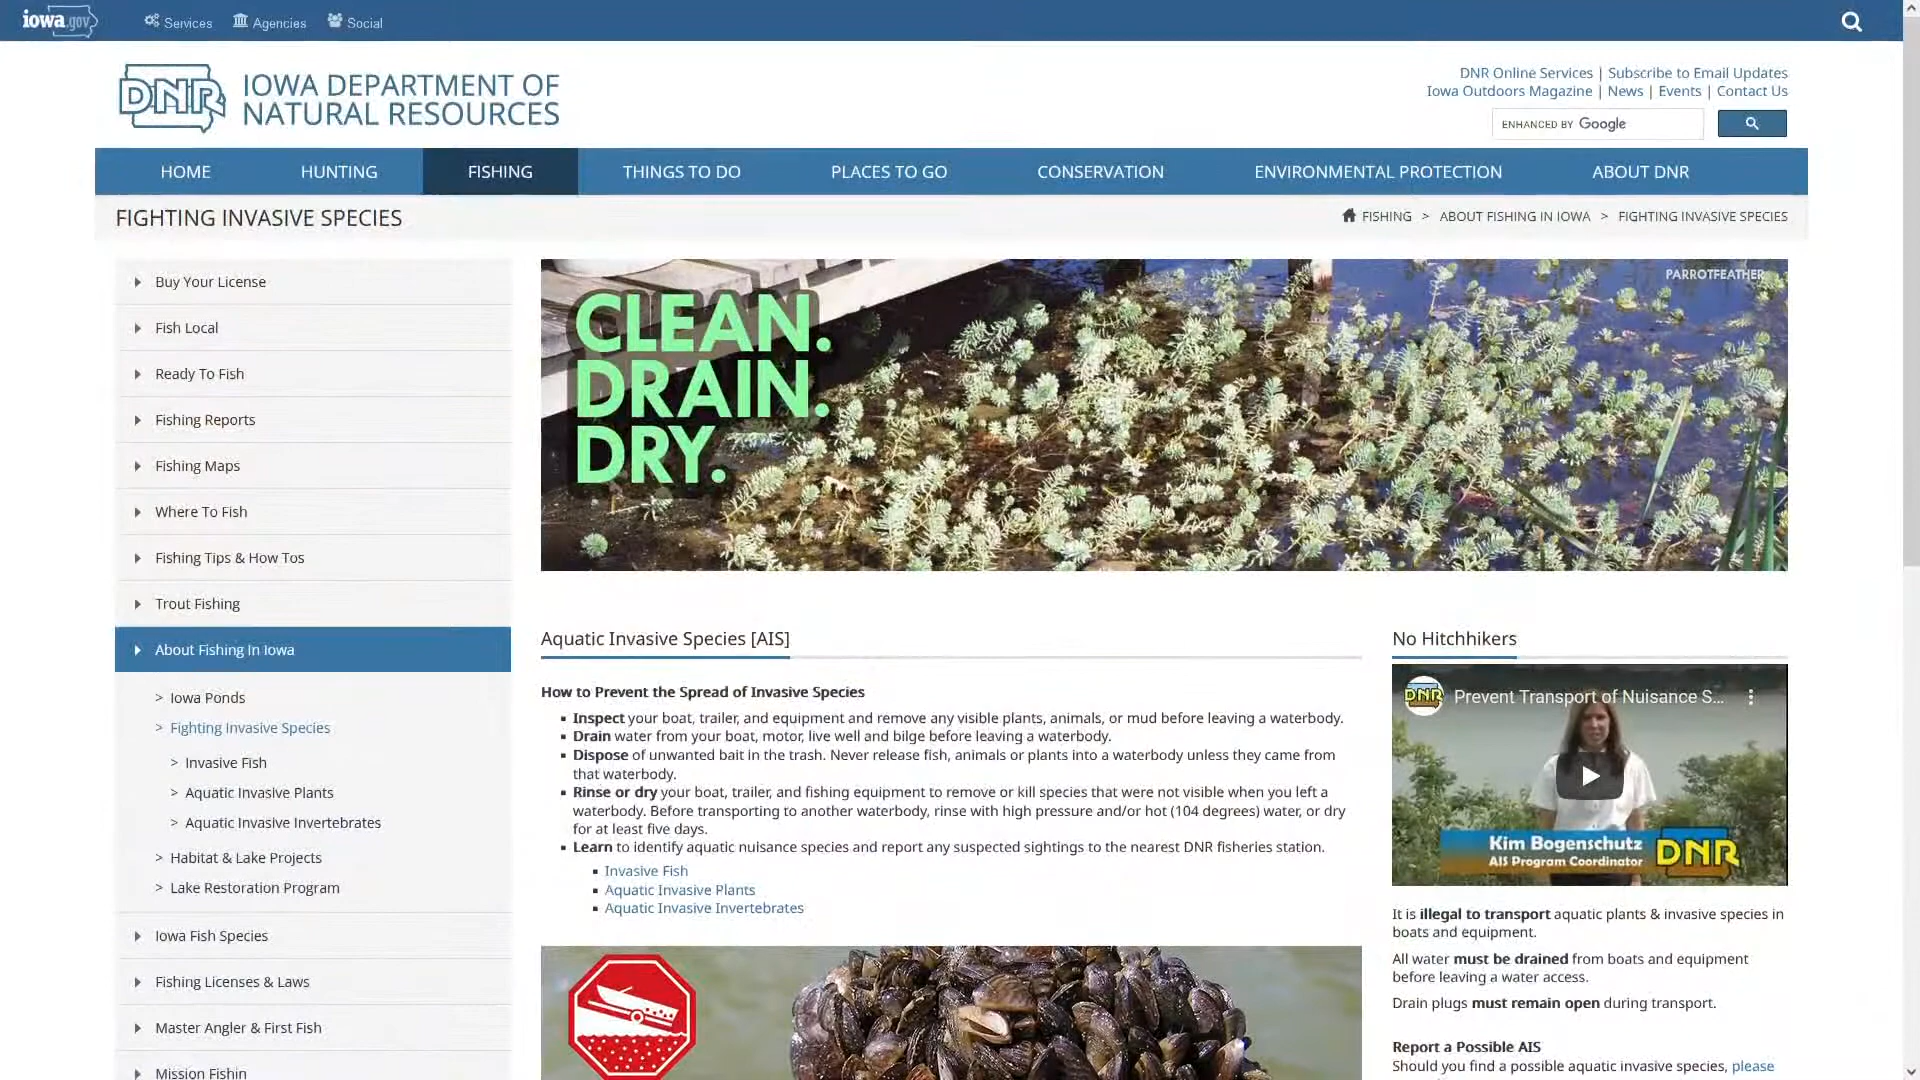 iowa.gov Services Agencies Social
DNR IOWA DEPARTMENT OF
NATURAL RESOURCES
DNR Online Services | Subscribe to Email Updates
Iowa Outdoors Magazine | News | Events | Contact Us
ENHANCED BY Google
HOME HUNTING FISHING THINGS TO DO PLACES TO GO CONSERVATION ENVIRONMENTAL PROTECTION ABOUT DNR
FIGHTING INVASIVE SPECIES
FISHING > ABOUT FISHING IN IOWA > FIGHTING INVASIVE SPECIES
Buy Your License
Fish Local
Ready To Fish
Fishing Reports
Fishing Maps
Where To Fish
Fishing Tips & How Tos
Trout Fishing
About Fishing In Iowa
> Iowa Ponds
> Fighting Invasive Species
> Invasive Fish
> Aquatic Invasive Plants
> Aquatic Invasive Invertebrates
> Habitat & Lake Projects
> Lake Restoration Program
Iowa Fish Species
Fishing Licenses & Laws
Master Angler & First Fish
Mission Fishin
PARROTFEATHER
CLEAN.
DRAIN.
DRY.
Aquatic Invasive Species [AIS]
How to Prevent the Spread of Invasive Species
Inspect your boat, trailer, and equipment and remove any visible plants, animals, or mud before leaving a waterbody.
Drain water from your boat, motor, live well and bilge before leaving a waterbody.
Dispose of unwanted bait in the trash. Never release fish, animals or plants into a waterbody unless they came from
that waterbody.
Rinse or dry your boat, trailer, and fishing equipment to remove or kill species that were not visible when you left a
waterbody. Before transporting to another waterbody, rinse with high pressure and/or hot (104 degrees) water, or dry
for at least five days.
Learn to identify aquatic nuisance species and report any suspected sightings to the nearest DNR fisheries station.
Invasive Fish
Aquatic Invasive Plants
Aquatic Invasive Invertebrates
No Hitchhikers
DNR Prevent Transport of Nuisance S...
Kim Bogenschutz
AIS Program Coordinator DNR
It is illegal to transport aquatic plants & invasive species in
boats and equipment.
All water must be drained from boats and equipment
before leaving a water access.
Drain plugs must remain open during transport.
Report a Possible AIS
Should you find a possible aquatic invasive species, please